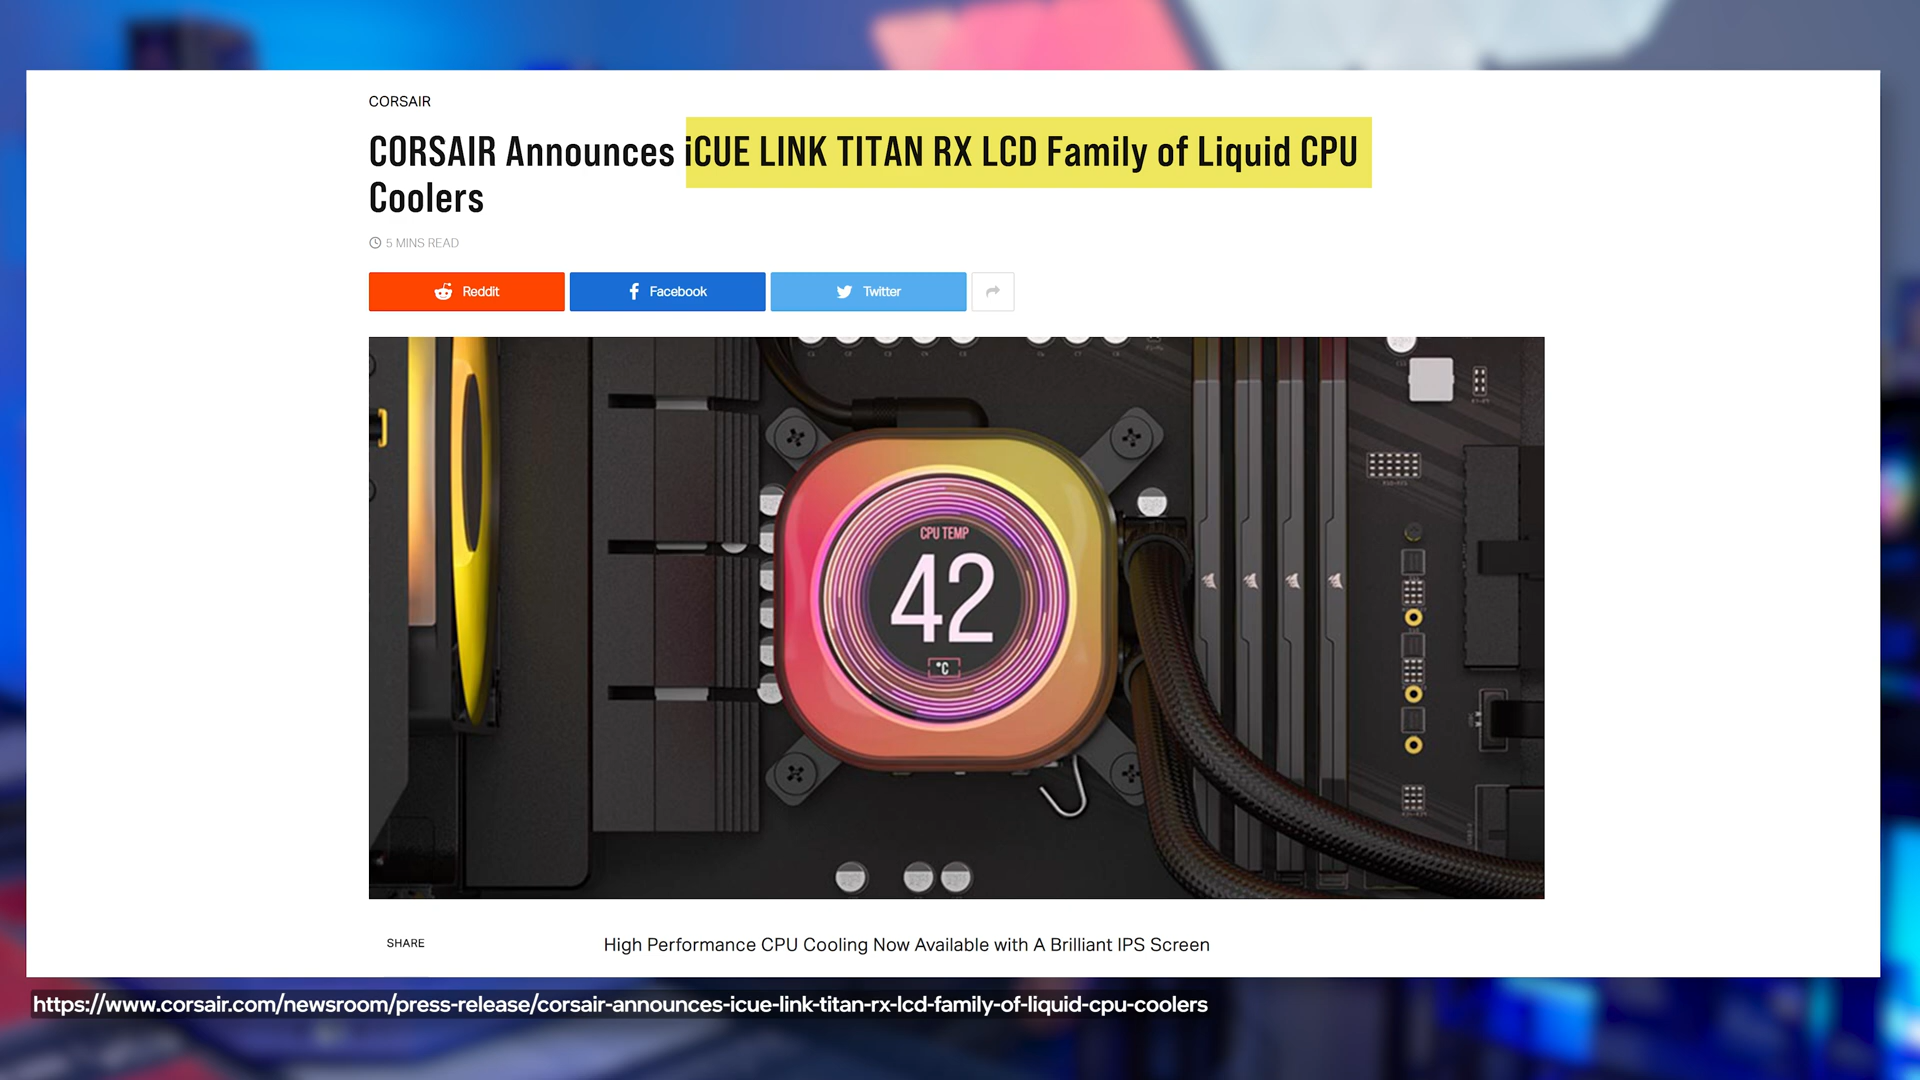 CORSAIR
CORSAIR Announces iCUE LINK TITAN RX LCD Family of Liquid CPU
Coolers
5 MINS READ
Reddit
Facebook
Twitter
CPU TEMP
42
°C
SHARE
High Performance CPU Cooling Now Available with A Brilliant IPS Screen
https://www.corsair.com/newsroom/press-release/corsair-announces-icue-link-titan-rx-lcd-family-of-liquid-cpu-coolers